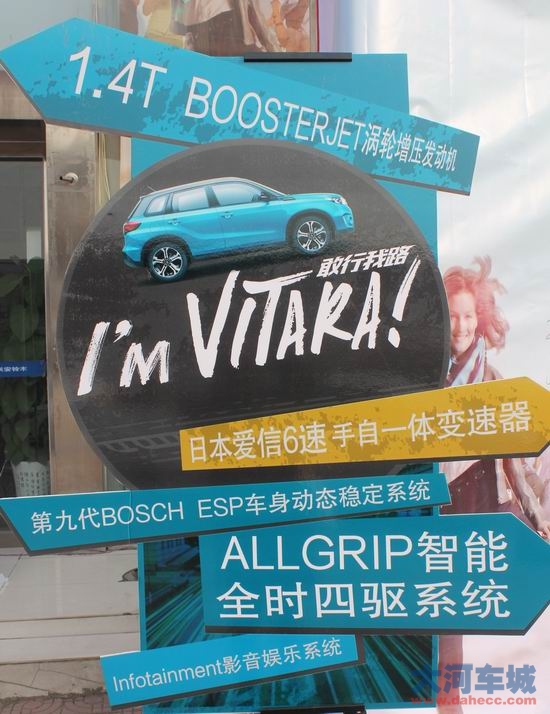 1.4T BOOSTERJET涡轮增压发动机
敢行我路
I'M VITARA!
日本爱信6速 手自一体变速器
第九代BOSCH ESP车身动态稳定系统
ALLGRIP智能
全时四驱系统
Infotainment影音娱乐系统
大河车城
www.dahecc.com